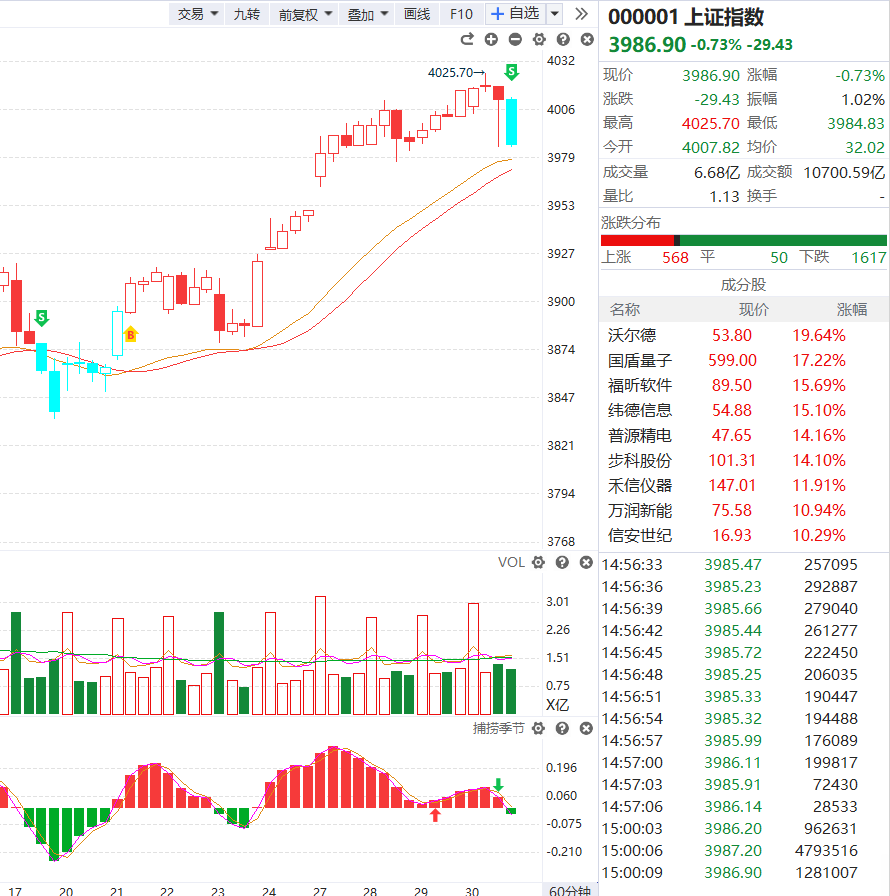 交易 九转 前复权 叠加 画线 F10 + 自选
4025.70→
S
S
B
4032
4006
3979
3953
3927
3900
3874
3847
3821
3794
3768
VOL
3.01
2.26
1.51
0.75
X亿
捕捞季节
0.196
0.060
-0.075
-0.210
17 20 21 22 23 24 27 28 29 30 60分钟
000001 上证指数
3986.90 -0.73% -29.43
现价 3986.90 涨幅 -0.73%
涨跌 -29.43 振幅 1.02%
最高 4025.70 最低 3984.83
今开 4007.82 均价 32.02
成交量 6.68亿 成交额 10700.59亿
量比 1.13 换手 -
涨跌分布
上涨 568 平 50 下跌 1617
成分股
名称 现价 涨幅
沃尔德 53.80 19.64%
国盾量子 599.00 17.22%
福昕软件 89.50 15.69%
纬德信息 54.88 15.10%
普源精电 47.65 14.16%
步科股份 101.31 14.10%
禾信仪器 147.01 11.91%
万润新能 75.58 10.94%
信安世纪 16.93 10.29%
14:56:33 3985.47 257095
14:56:36 3985.23 292887
14:56:39 3985.66 279040
14:56:42 3985.44 261277
14:56:45 3985.72 222450
14:56:48 3985.25 206035
14:56:51 3985.33 190447
14:56:54 3985.32 194488
14:56:57 3985.99 176089
14:57:00 3986.11 199817
14:57:03 3985.91 72430
14:57:06 3986.14 28533
15:00:03 3986.20 962631
15:00:06 3987.20 4793516
15:00:09 3986.90 1281007